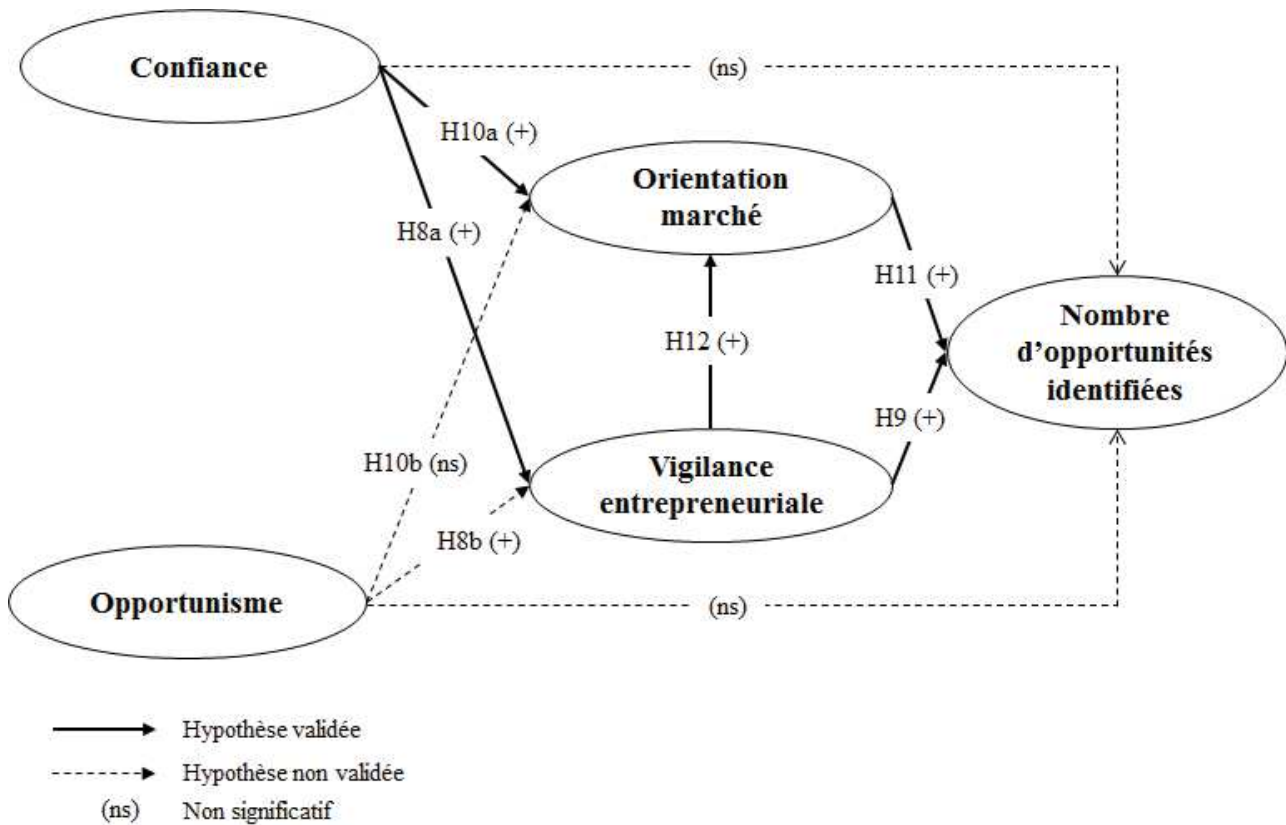 Confiance
(ns)
H10a (+)
Orientation
marché
H8a (+)
H11 (+)
Nombre
d’opportunités
identifiées
H12 (+)
H9 (+)
H10b (ns)
Vigilance
entrepreneuriale
H8b (+)
Opportunisme
(ns)
Hypothèse validée
Hypothèse non validée
(ns) Non significatif